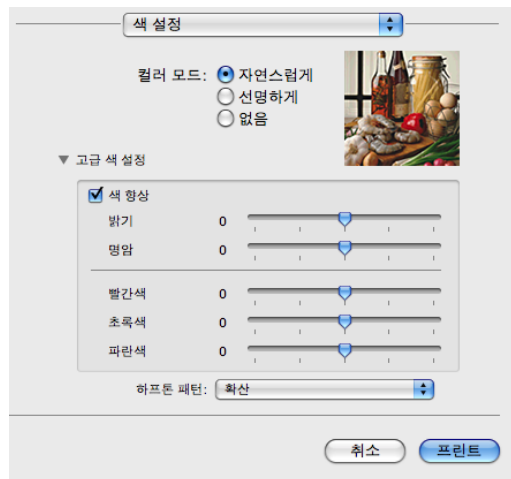 색 설정
컬러 모드: 자연스럽게
선명하게
없음
고급 색 설정
색 향상
밝기 0
명암 0
빨간색 0
초록색 0
파란색 0
하프톤 패턴: 확산
취소 프린트